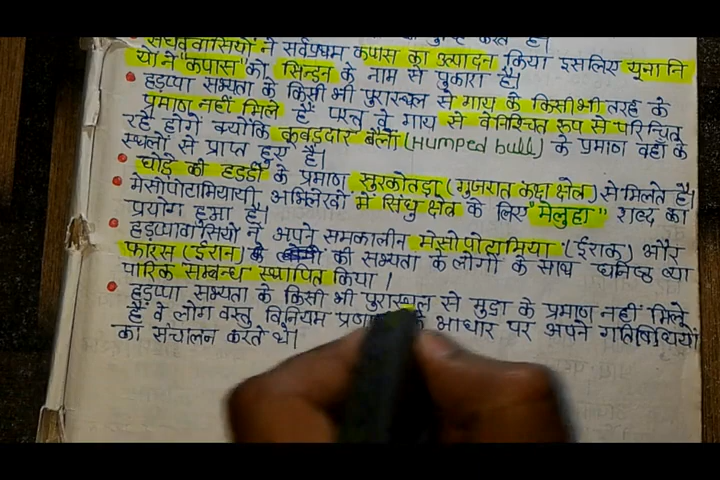 सैंधववासियों ने सर्वप्रथम कपास का उत्पादन किया इसलिए यूनानि
यों ने "कपास" को सिन्डन के नाम से पुकारा है।
हड़प्पा सभ्यता के किसी भी पुरास्थल से गाय के किसीभी तरह के
प्रमाण नहीं मिले हैं परन्तु वे गाय से वेनिश्चित रूप से परिचित
रहे होगें क्योंकि कुबड़दार बैलों (Humped bull) के प्रमाण वहाँ के
स्थलों से प्राप्त हुए है।
घोड़े की हड्डी के प्रमाण सुरकोतड़ा (गुजरात कच्छ क्षेत्र) से मिलते है।
मेसोपोटामियायी अभिलेखों में सिंधु क्षेत्र के लिए "मेलुहा" शब्द का
प्रयोग हुआ है।
हड़प्पावासियों ने अपने समकालीन मेसोपोटामिया (ईराक) और
फारस (ईरान) की सभ्यता के लोगों के साथ घनिष्ठ व्या
पारिक सम्बन्ध स्थापित किया ।
हड़प्पा सभ्यता के किसी भी पुरास्थल से मुद्रा के प्रमाण नहीं मिले
हैं वे लोग वस्तु विनियम के आधार पर अपने गतिविधियों
का संचालन करते थे।